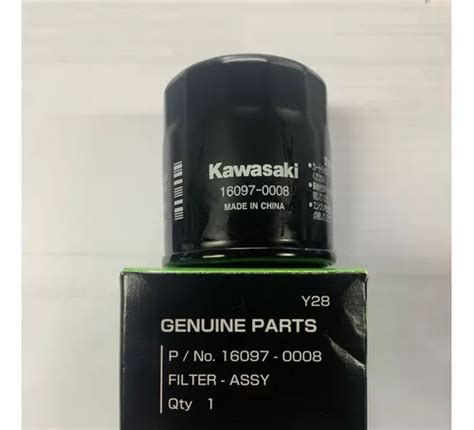 Kawasaki
16097-0008
MADE IN CHINA
Y28
GENUINE PARTS
P / No. 16097 - 0008
FILTER - ASSY
Qty 1